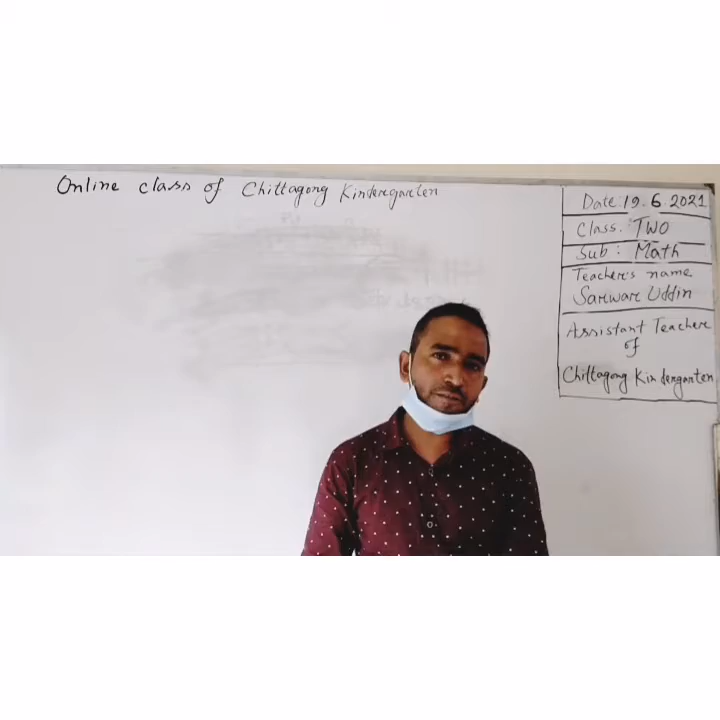 Online class of Chittagong Kindergarten
Date: 19.6.2021
Class: Two
Sub: Math
Teacher's name
Sarwar Uddin
Assistant Teacher
of
Chittagong Kindergarten